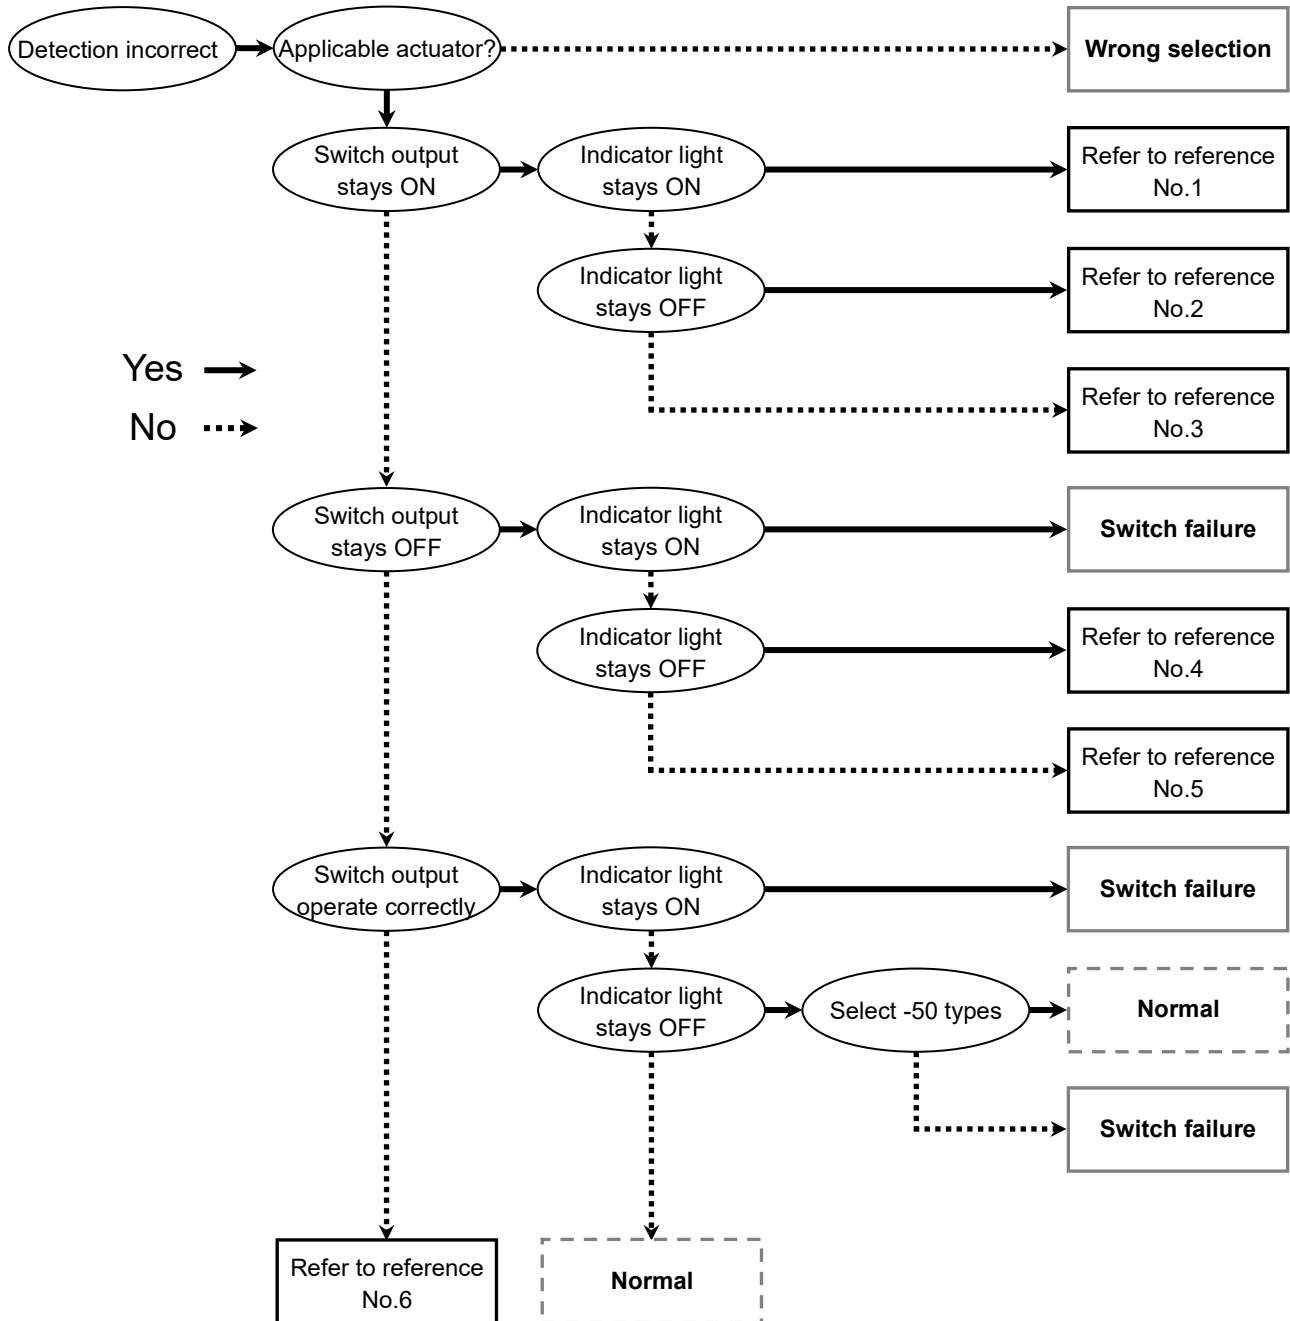 Detection incorrect
Applicable actuator?
Wrong selection
Switch output
stays ON
Indicator light
stays ON
Refer to reference
No.1
Indicator light
stays OFF
Refer to reference
No.2
Yes
No
Refer to reference
No.3
Switch output
stays OFF
Indicator light
stays ON
Switch failure
Indicator light
stays OFF
Refer to reference
No.4
Refer to reference
No.5
Switch output
operate correctly
Indicator light
stays ON
Switch failure
Indicator light
stays OFF
Select -50 types
Normal
Switch failure
Refer to reference
No.6
Normal